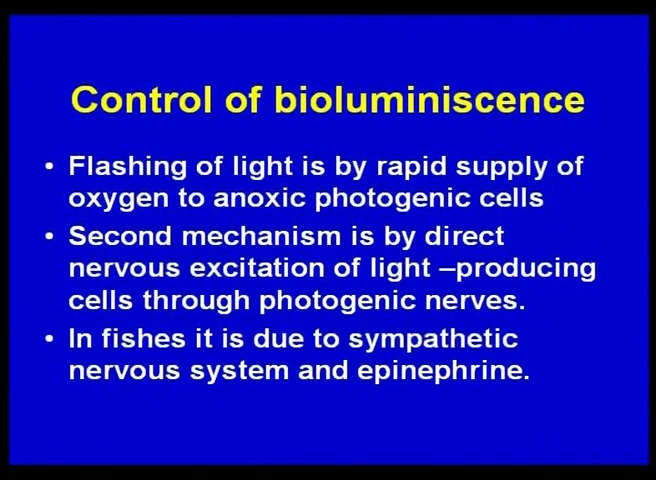 Control of bioluminiscence
• Flashing of light is by rapid supply of
oxygen to anoxic photogenic cells
• Second mechanism is by direct
nervous excitation of light –producing
cells through photogenic nerves.
• In fishes it is due to sympathetic
nervous system and epinephrine.